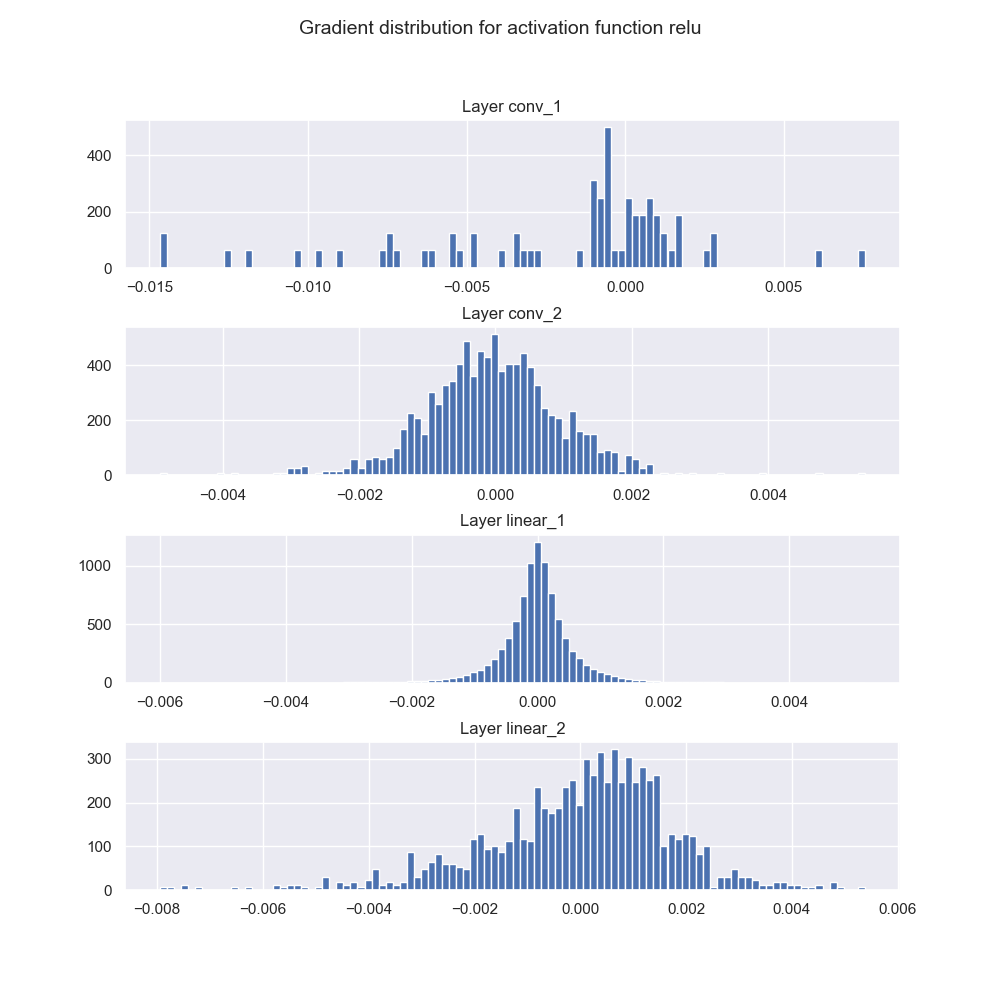 Gradient distribution for activation function relu
Layer conv_1
400
200
0
−0.015 −0.010 −0.005 0.000 0.005
Layer conv_2
400
200
0
−0.004 −0.002 0.000 0.002 0.004
Layer linear_1
1000
500
0
−0.006 −0.004 −0.002 0.000 0.002 0.004
Layer linear_2
300
200
100
0
−0.008 −0.006 −0.004 −0.002 0.000 0.002 0.004 0.006